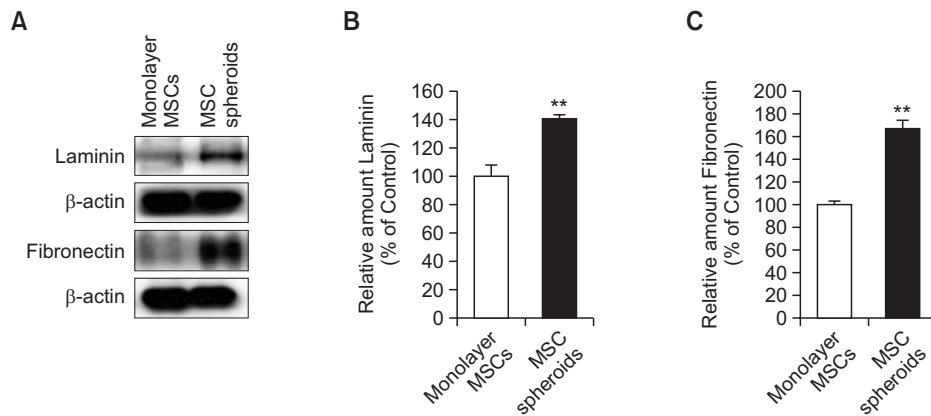 A
Monolayer
MSCs
MSC
spheroids
Laminin
β-actin
Fibronectin
β-actin
B
Relative amount Laminin
(% of Control)
160
140
120
100
80
60
40
20
0
**
Monolayer
MSCs
MSC
spheroids
C
Relative amount Fibronectin
(% of Control)
200
180
160
140
120
100
80
60
40
20
0
**
Monolayer
MSCs
MSC
spheroids